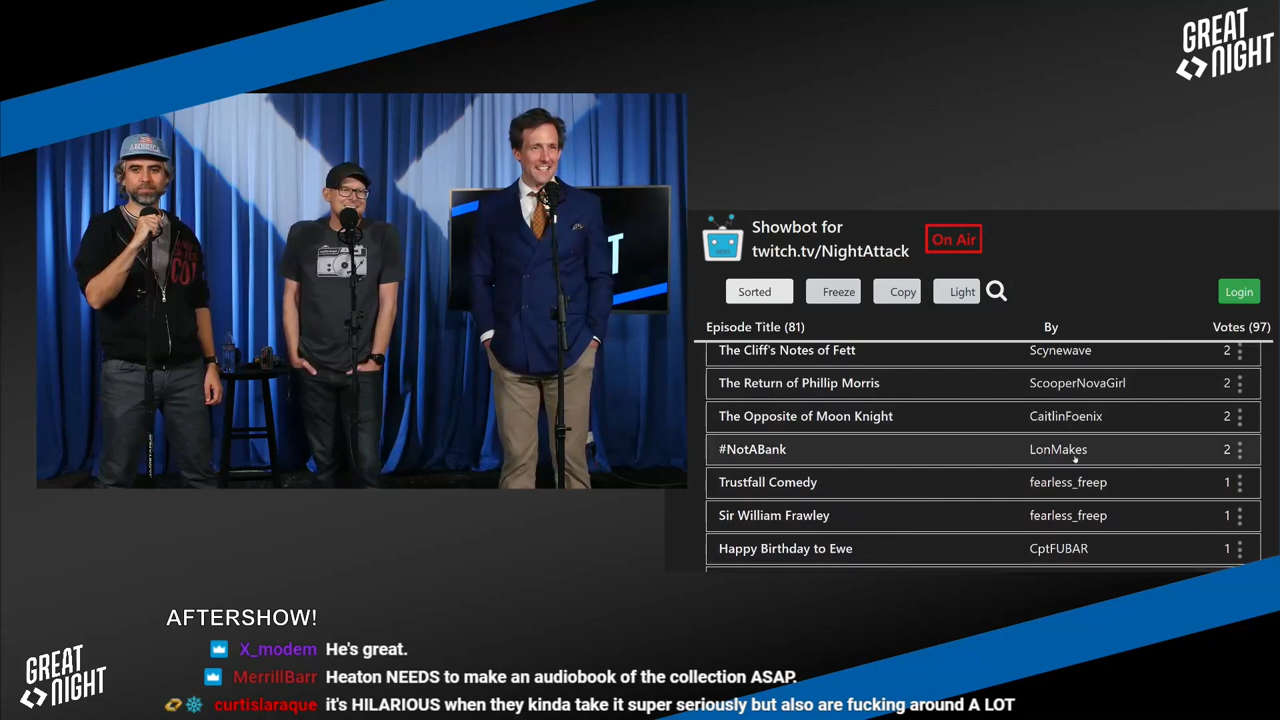 GREAT
NIGHT
AMERICA
T
Showbot for
twitch.tv/NightAttack
On Air
Sorted
Freeze
Copy
Light
Login
Episode Title (81) By Votes (97)
The Cliff's Notes of Fett Scynewave 2
The Return of Phillip Morris ScooperNovaGirl 2
The Opposite of Moon Knight CaitlinFoenix 2
#NotABank LonMakes 2
Trustfall Comedy fearless_freep 1
Sir William Frawley fearless_freep 1
Happy Birthday to Ewe CptFUBAR 1
AFTERSHOW!
X_modem He's great.
MerrillBarr Heaton NEEDS to make an audiobook of the collection ASAP.
curtislaraque it's HILARIOUS when they kinda take it super seriously but also are fucking around A LOT
GREAT
NIGHT